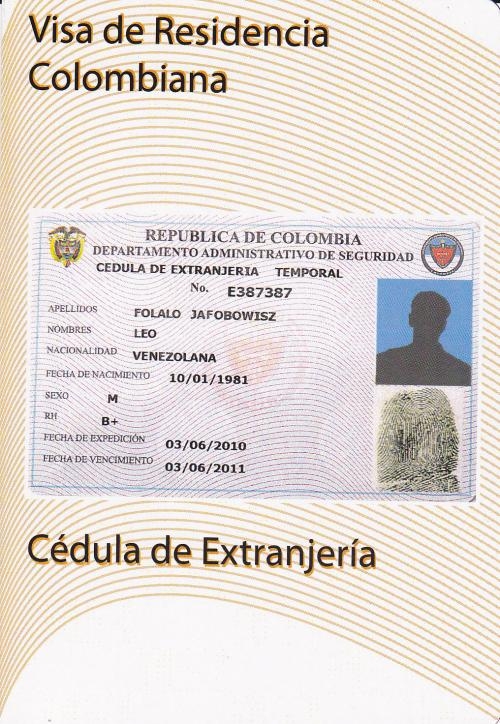 Visa de Residencia
Colombiana
REPUBLICA DE COLOMBIA
DEPARTAMENTO ADMINISTRATIVO DE SEGURIDAD
CEDULA DE EXTRANJERIA TEMPORAL
No. E387387
APELLIDOS FOLALO JAFOBOWISZ
NOMBRES LEO
NACIONALIDAD VENEZOLANA
FECHA DE NACIMIENTO 10/01/1981
SEXO M
RH B+
FECHA DE EXPEDICIÓN 03/06/2010
FECHA DE VENCIMIENTO 03/06/2011
Cédula de Extranjería